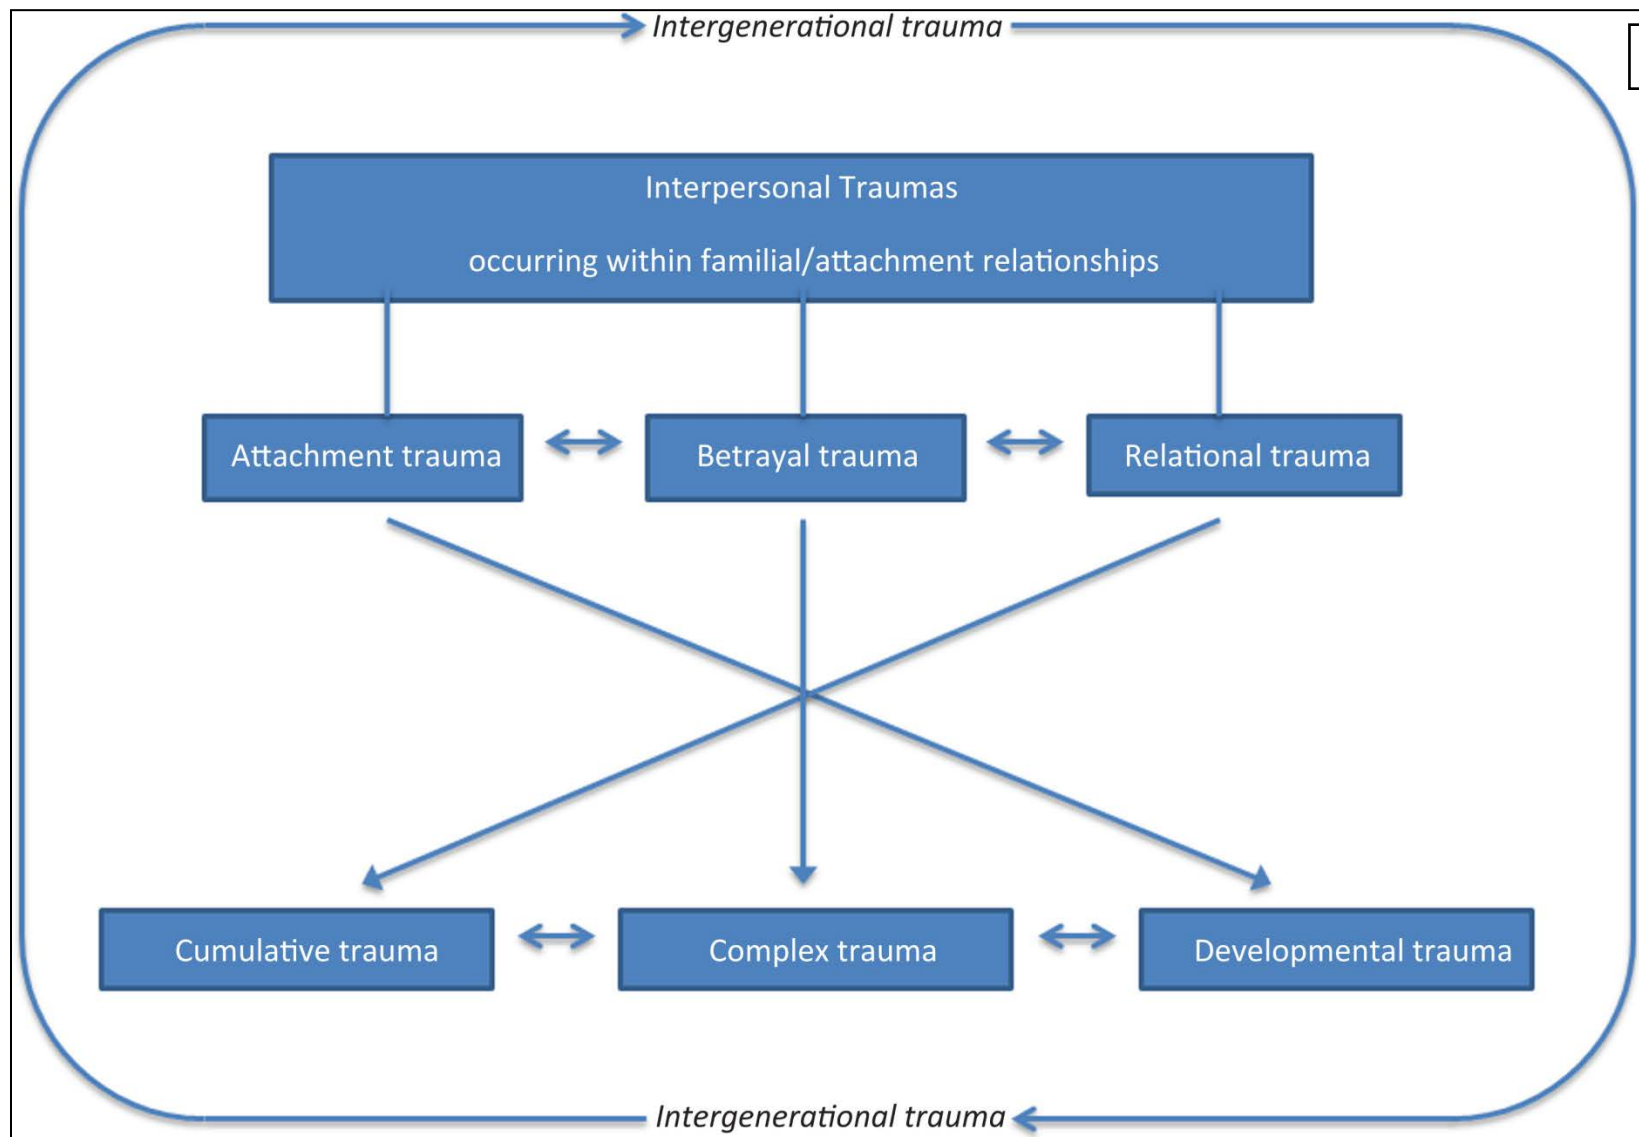 Intergenerational trauma
Interpersonal Traumas
occurring within familial/attachment relationships
Attachment trauma
Betrayal trauma
Relational trauma
Cumulative trauma
Complex trauma
Developmental trauma
Intergenerational trauma